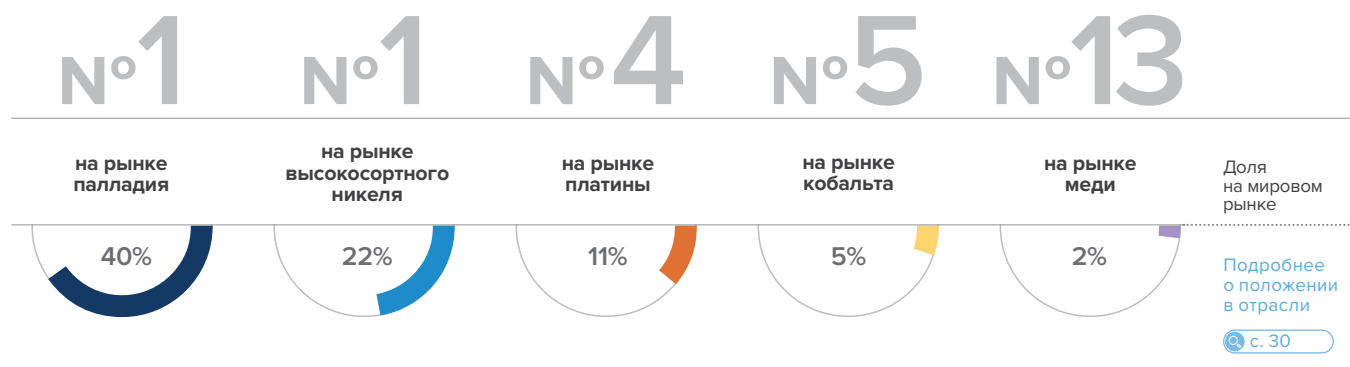 №1
№1
№4
№5
№13
на рынке
палладия
на рынке
высокосортного
никеля
на рынке
платины
на рынке
кобальта
на рынке
меди
Доля
на мировом
рынке
40%
22%
11%
5%
2%
Подробнее
о положении
в отрасли
с. 30